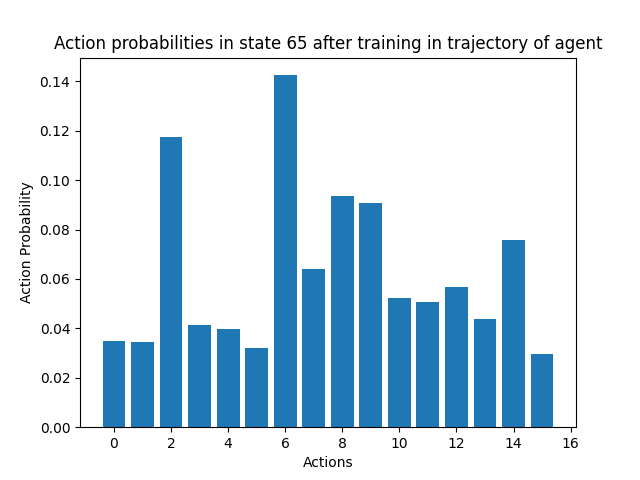 Action probabilities in state 65 after training in trajectory of agent
0.14
0.12
0.10
0.08
0.06
0.04
0.02
0.00
Action Probability
0 2 4 6 8 10 12 14 16
Actions